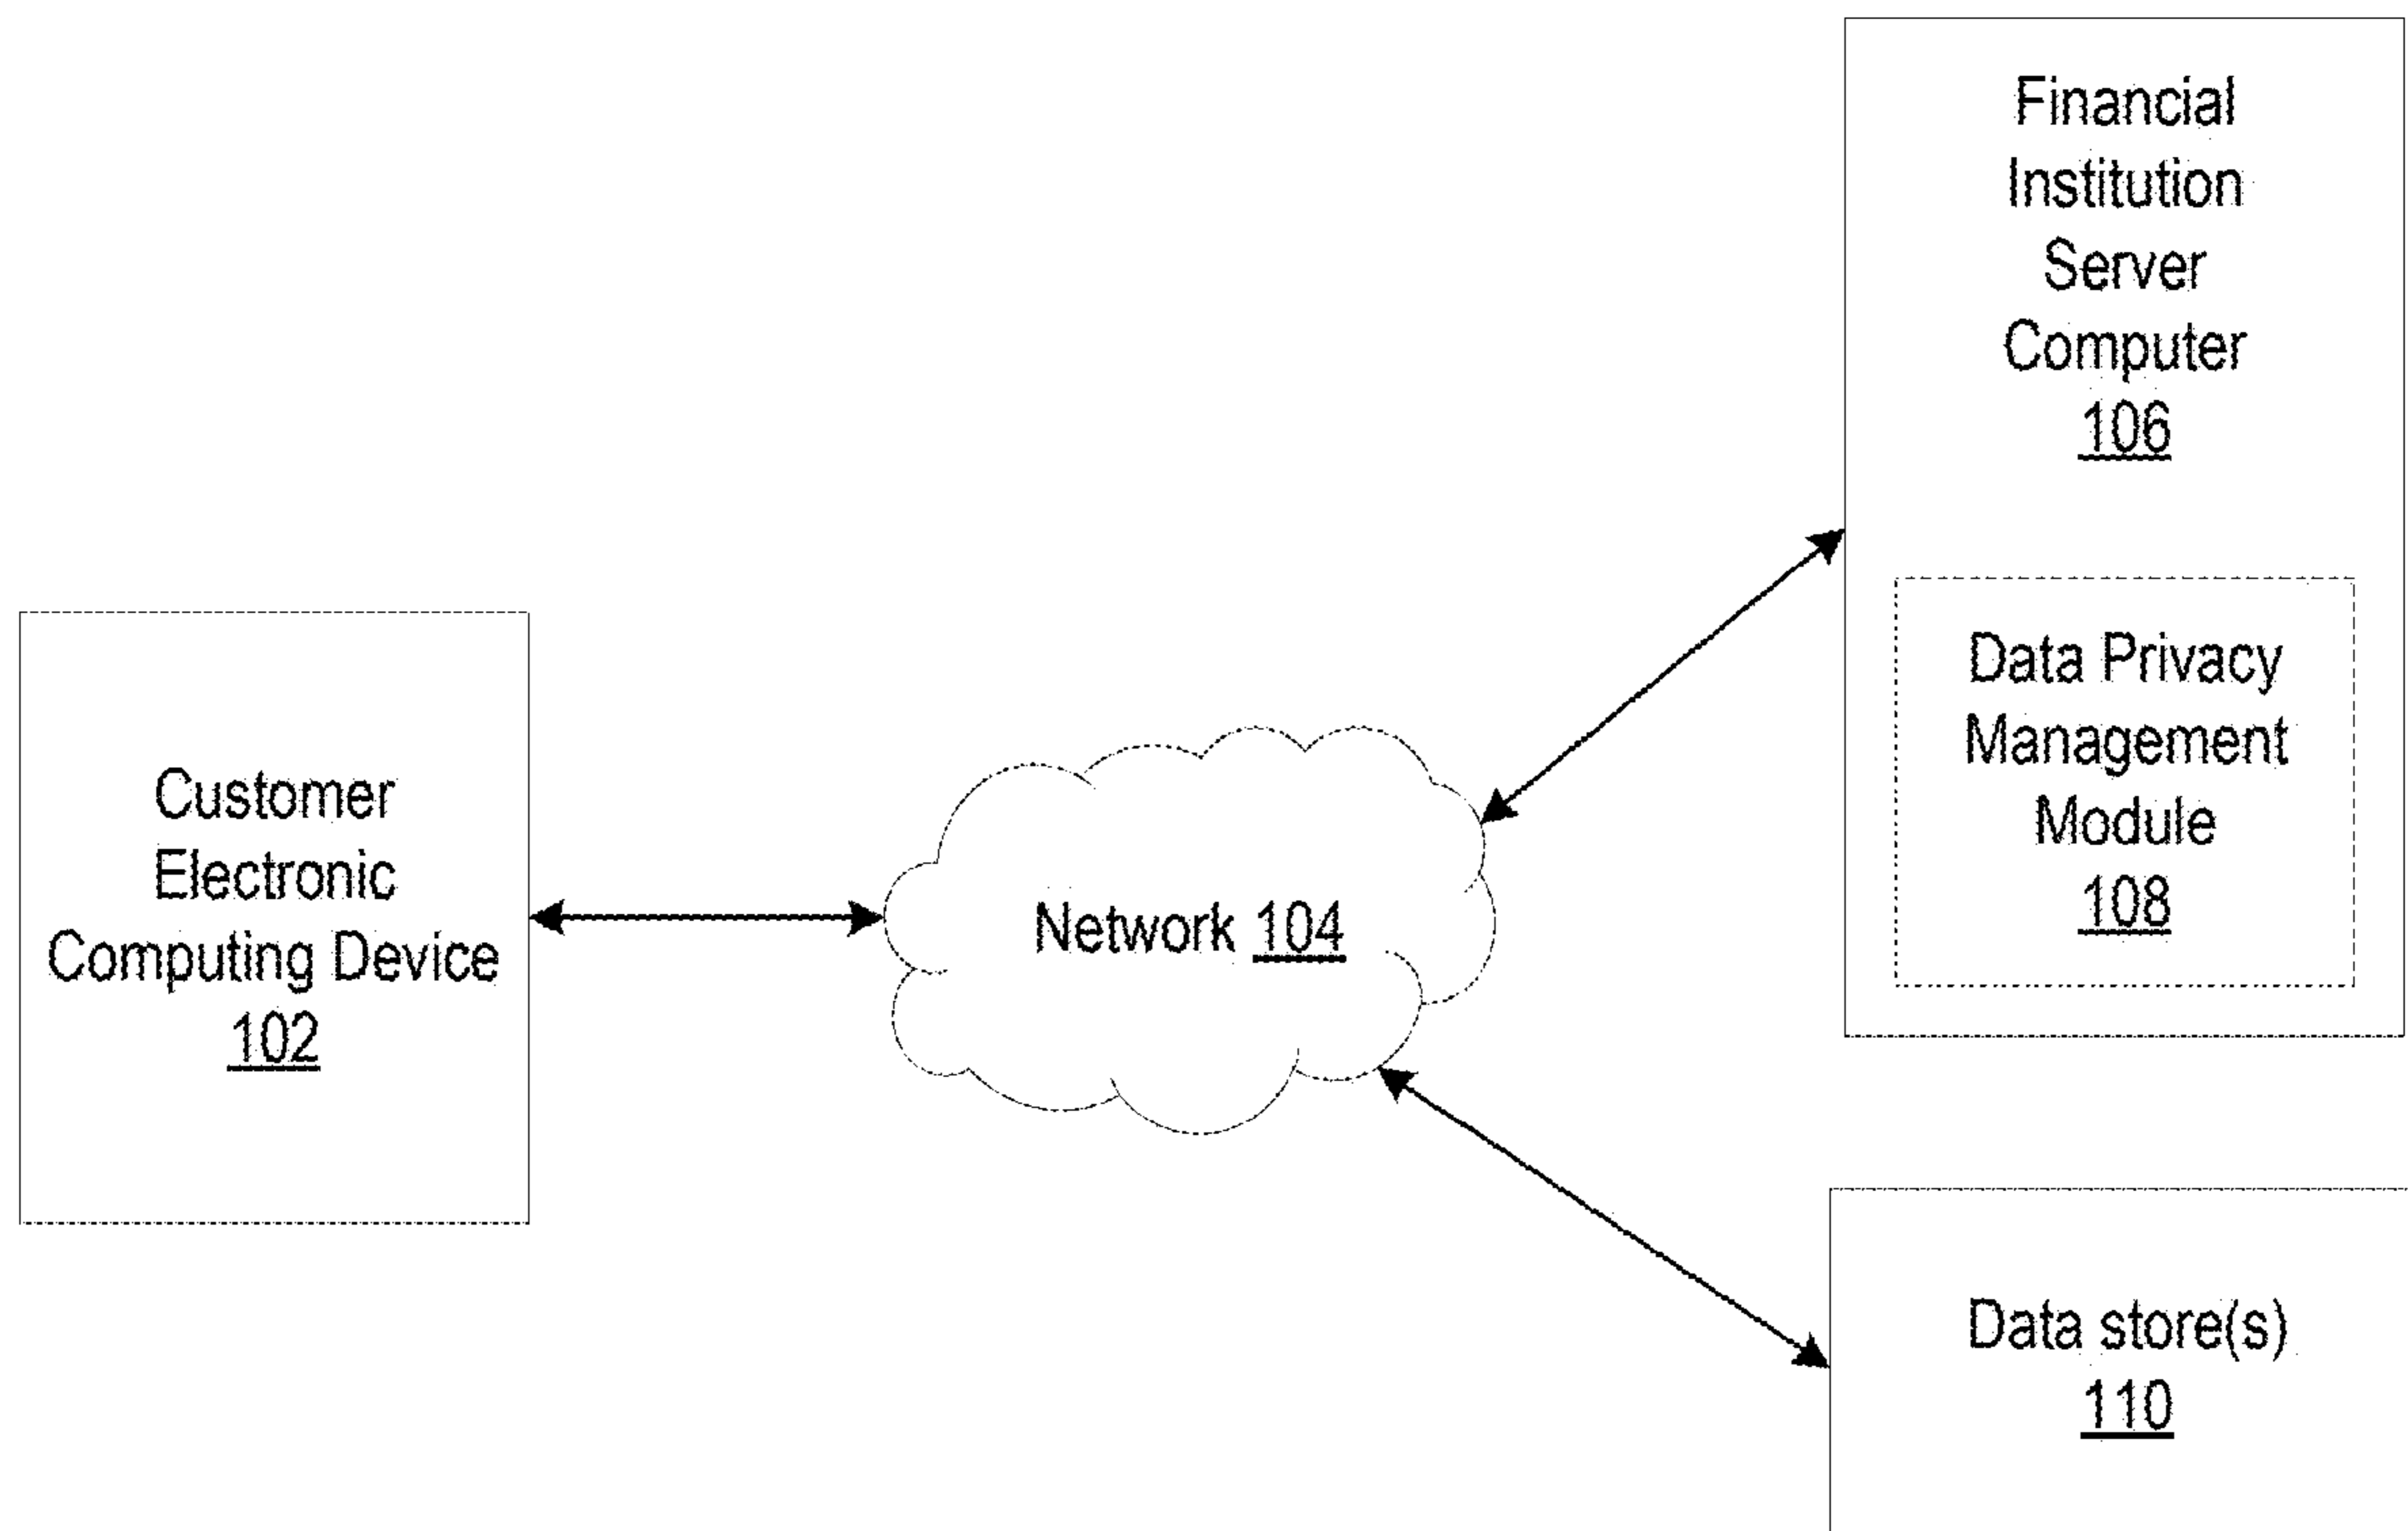 Financial
Institution
Server
Computer
106
Data Privacy
Management
Module
108
Customer
Electronic
Computing Device
102
Network 104
Data store(s)
110